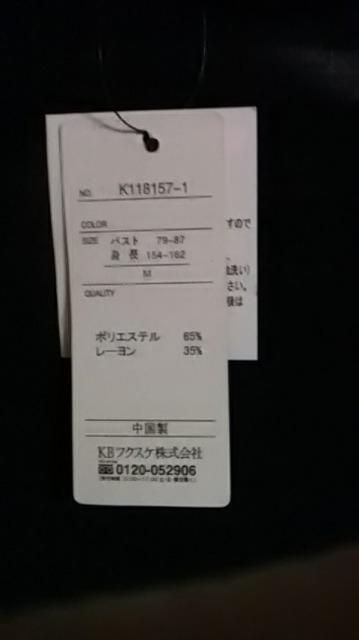 NO. K118157-1
COLOR
SIZE バスト 79-87
身長 154-162
M
QUALITY
ポリエステル 65%
レーヨン 35%
中国製
KBフクスケ株式会社
0120-052906
すので
洗い)
さい。
後は